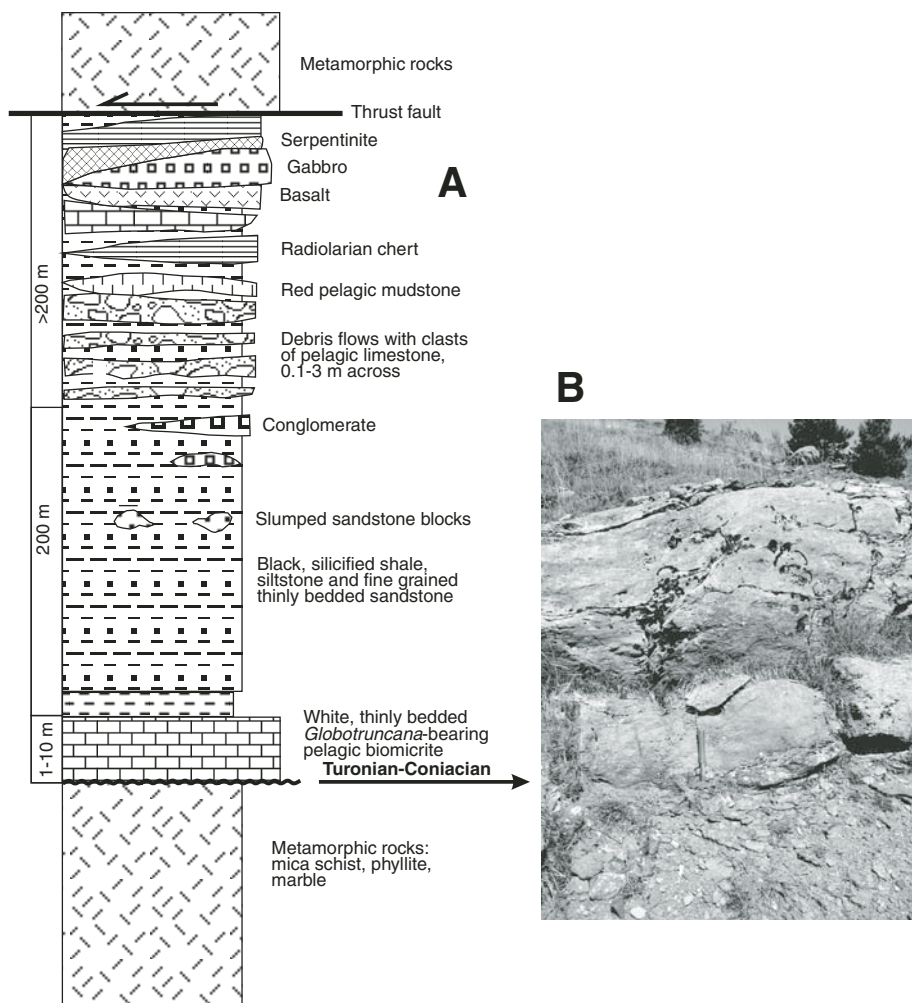 Metamorphic rocks
Thrust fault
Serpentinite
Gabbro
A
Basalt
Radiolarian chert
Red pelagic mudstone
>200 m
Debris flows with clasts
of pelagic limestone,
0.1-3 m across
B
Conglomerate
200 m
Slumped sandstone blocks
Black, silicified shale,
siltstone and fine grained
thinly bedded sandstone
1-10 m
White, thinly bedded
Globotruncana-bearing
pelagic biomicrite
Turonian-Coniacian
Metamorphic rocks:
mica schist, phyllite,
marble